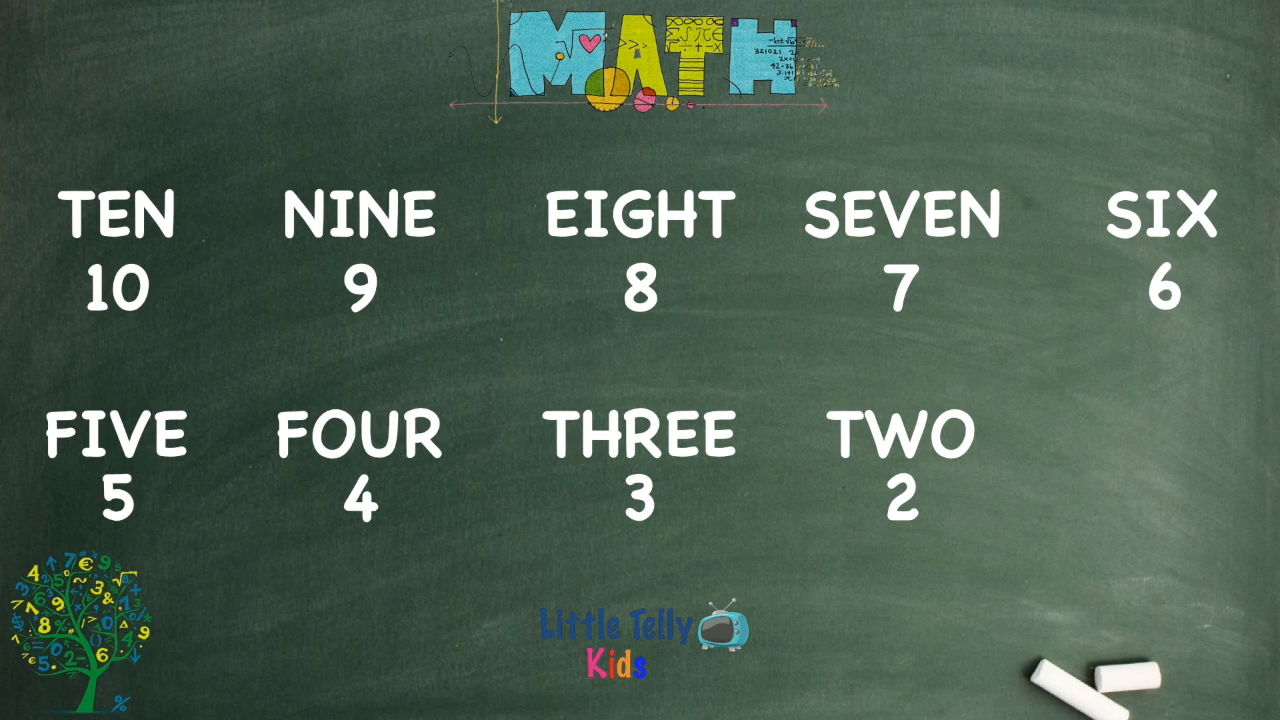 MATH
TEN NINE EIGHT SEVEN SIX
10 9 8 7 6
FIVE FOUR THREE TWO
5 4 3 2
Little Telly
Kids